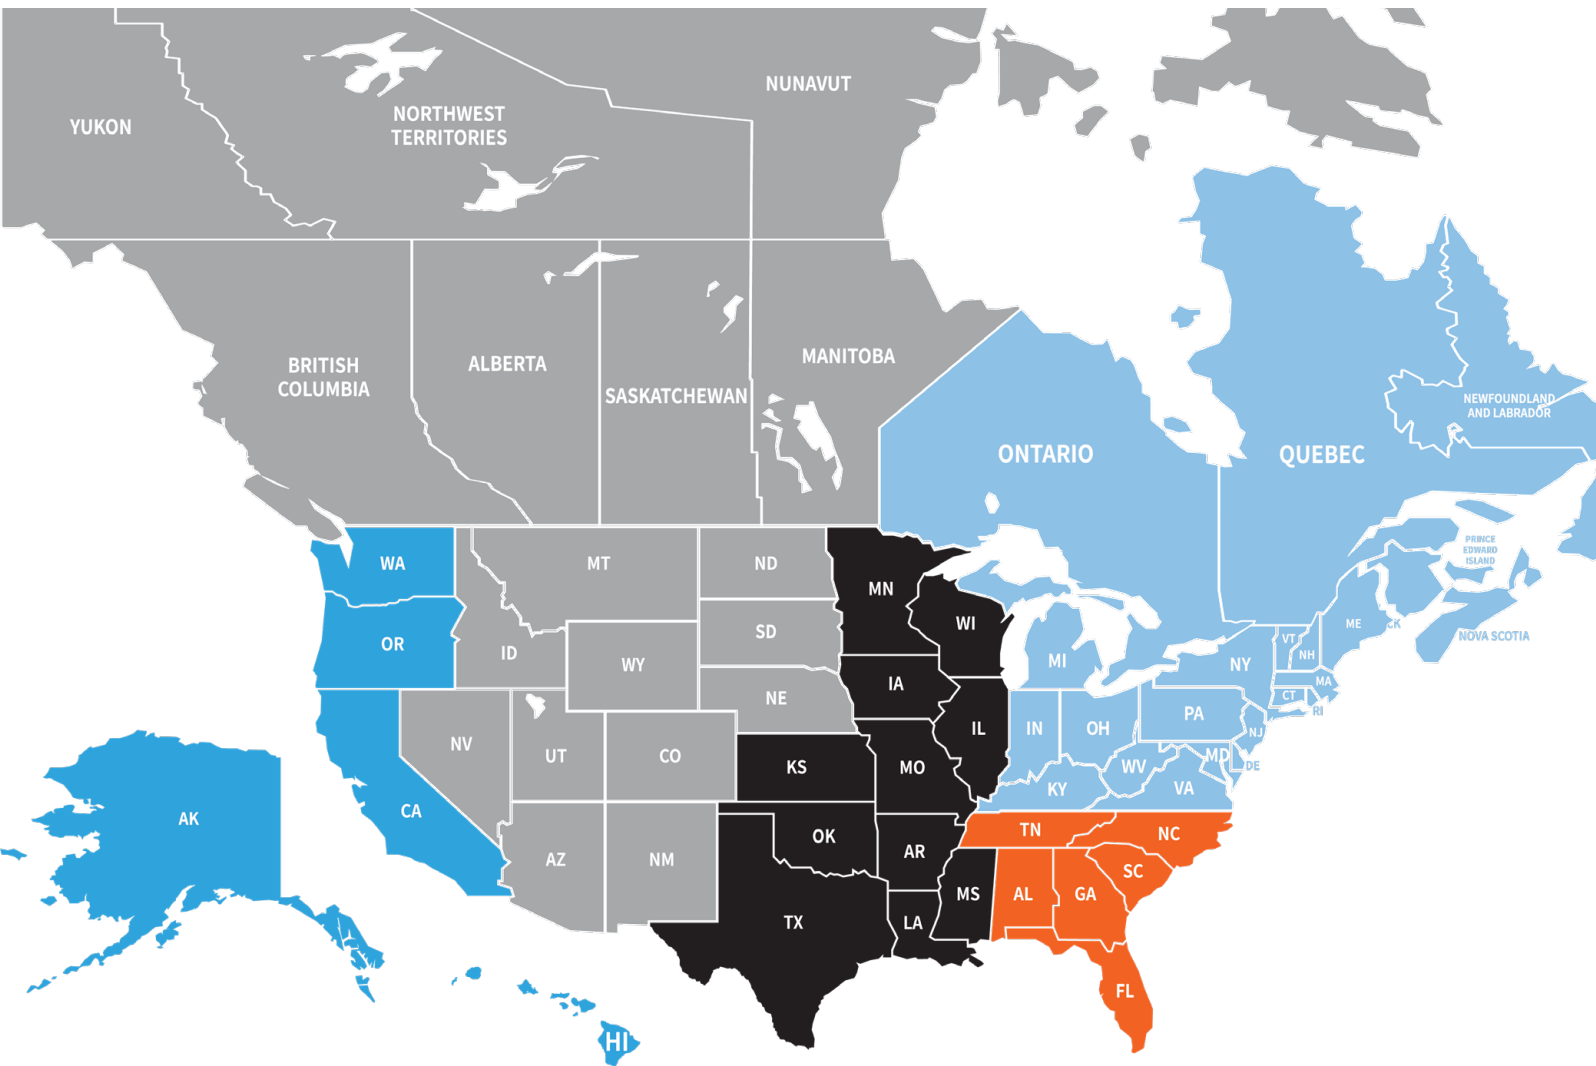 NUNAVUT
NORTHWEST
TERRITORIES
YUKON
BRITISH
COLUMBIA
ALBERTA
SASKATCHEWAN
MANITOBA
ONTARIO
QUEBEC
NEWFOUNDLAND
AND LABRADOR
PRINCE
EDWARD
ISLAND
NOVA SCOTIA
CK
WA
MT
ND
MN
OR
ID
WY
SD
WI
MI
NY
VT
NH
ME
MA
CT
RI
NV
UT
CO
NE
IA
IL
IN
OH
PA
NJ
CA
KS
MO
KY
WV
MD
DE
VA
AK
AZ
NM
OK
AR
TN
NC
TX
LA
MS
AL
GA
SC
FL
HI